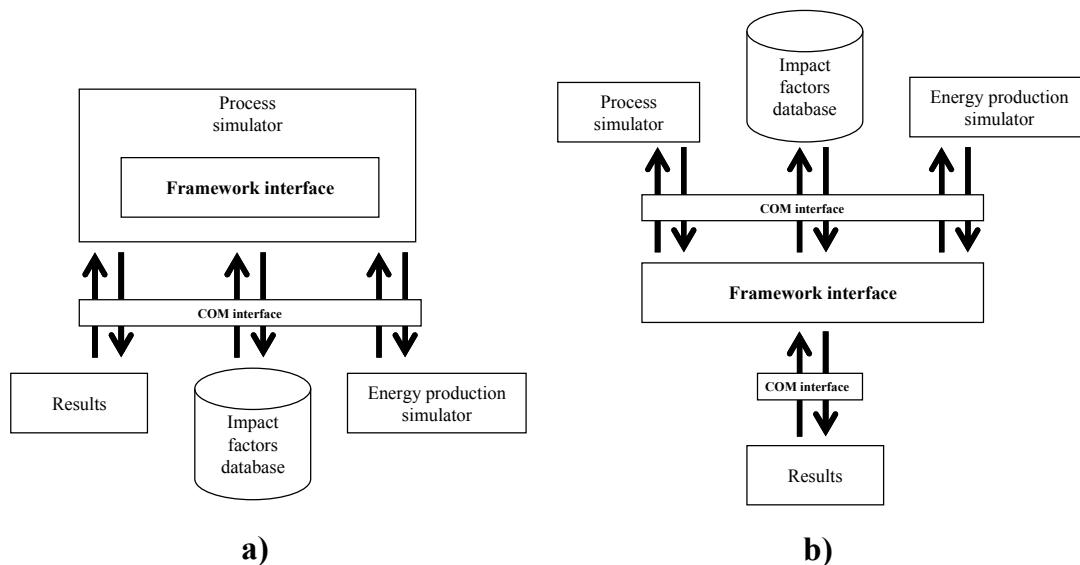 Process
simulator
Framework interface
COM interface
Results
Impact
factors
database
Energy production
simulator
a)
Process
simulator
Impact
factors
database
Energy production
simulator
COM interface
Framework interface
COM interface
Results
b)